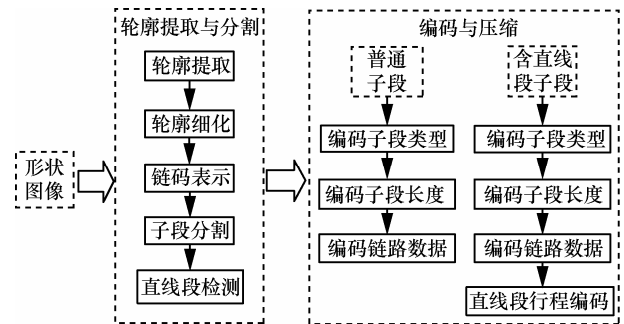 形状
图像
轮廓提取与分割
轮廓提取
轮廓细化
链码表示
子段分割
直线段检测
编码与压缩
普通
子段
编码子段类型
编码子段长度
编码链路数据
含直线
段子段
编码子段类型
编码子段长度
编码链路数据
直线段行程编码